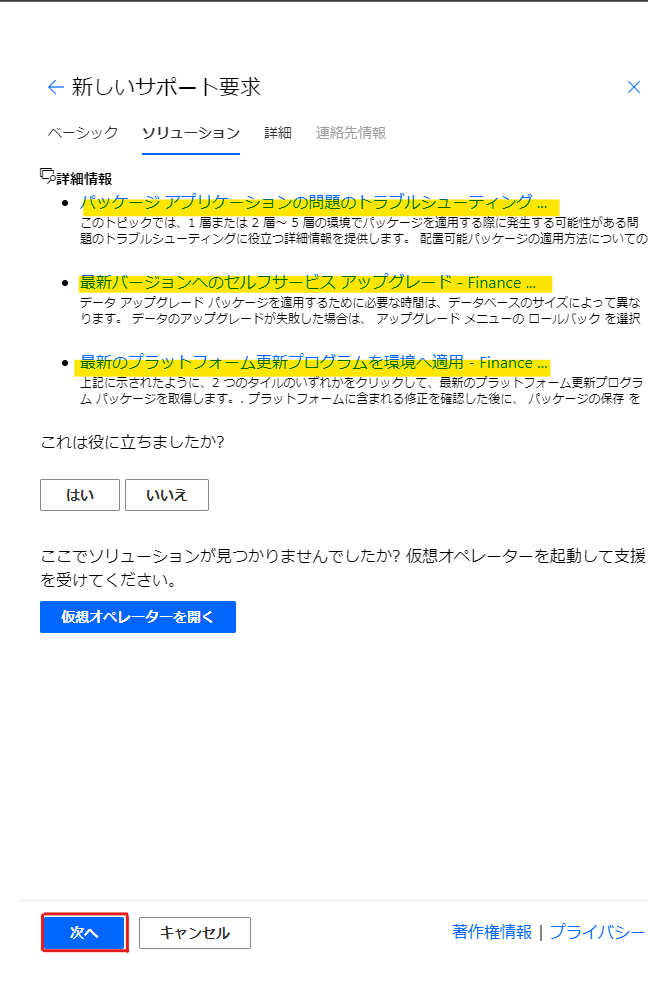 ← 新しいサポート要求 ×
ベーシック ソリューション 詳細 連絡先情報
詳細情報
• パッケージ アプリケーションの問題のトラブルシューティング ...
このトピックでは、1 層または 2 層～ 5 層の環境でパッケージを適用する際に発生する可能性がある問
題のトラブルシューティングに役立つ詳細情報を提供します。 配置可能パッケージの適用方法についての
• 最新バージョンへのセルフサービス アップグレード - Finance ...
データ アップグレード パッケージを適用するために必要な時間は、データベースのサイズによって異な
ります。 データのアップグレードが失敗した場合は、 アップグレード メニューの ロールバック を選択
• 最新のプラットフォーム更新プログラムを環境へ適用 - Finance ...
上記に示されたように、2 つのタイルのいずれかをクリックして、最新のプラットフォーム更新プログラ
ム パッケージを取得します。. プラットフォームに含まれる修正を確認した後に、 パッケージの保存 を
これは役に立ちましたか?
はい いいえ
ここでソリューションが見つかりませんでしたか? 仮想オペレーターを起動して支援
を受けてください。
仮想オペレーターを開く
次へ キャンセル 著作権情報 | プライバシー